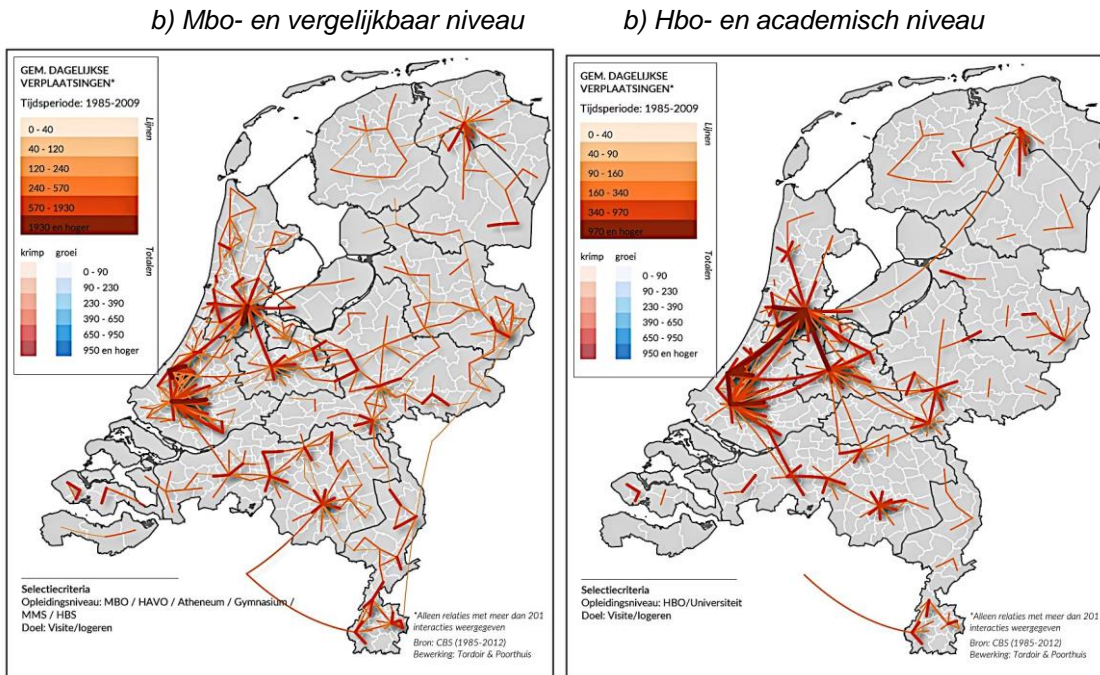 b) Mbo- en vergelijkbaar niveau
GEM. DAGELIJKSE
VERPLAATSINGEN*
Tijdsperiode: 1985-2009
0 - 40
40 - 120
120 - 240
240 - 570
570 - 1930
1930 en hoger
Lijnen
krimp groei
Totalen
0 - 90
90 - 230
230 - 390
390 - 650
650 - 950
950 en hoger
Selectiecriteria
Opleidingsniveau: MBO / HAVO / Atheneum / Gymnasium /
MMS / HBS
Doel: Visite/logeren
*Alleen relaties met meer dan 201
interacties weergegeven
Bron: CBS (1985-2012)
Bewerking: Tordoir & Poorthuis
b) Hbo- en academisch niveau
GEM. DAGELIJKSE
VERPLAATSINGEN*
Tijdsperiode: 1985-2009
0 - 40
40 - 90
90 - 160
160 - 340
340 - 970
970 en hoger
Lijnen
krimp groei
Totalen
0 - 90
90 - 230
230 - 390
390 - 650
650 - 950
950 en hoger
Selectiecriteria
Opleidingsniveau: HBO/Universiteit
Doel: Visite/logeren
*Alleen relaties met meer dan 201
interacties weergegeven
Bron: CBS (1985-2012)
Bewerking: Tordoir & Poorthuis